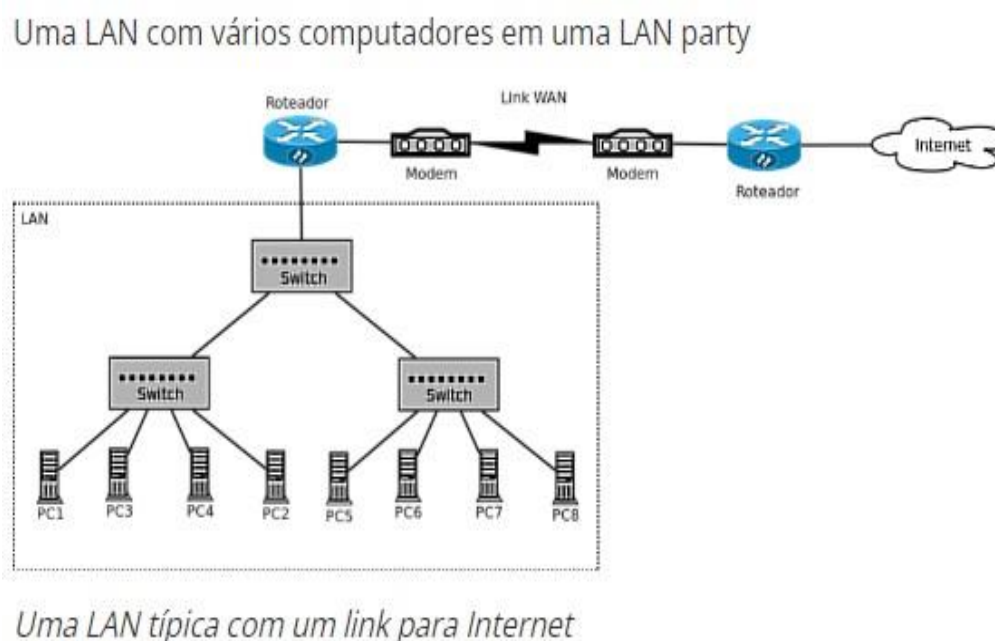 Uma LAN com vários computadores em uma LAN party
Roteador
Link WAN
Modem
Modem
Roteador
Internet
LAN
Switch
Switch
Switch
PC1
PC3
PC4
PC2
PC5
PC6
PC7
PC8
Uma LAN típica com um link para Internet